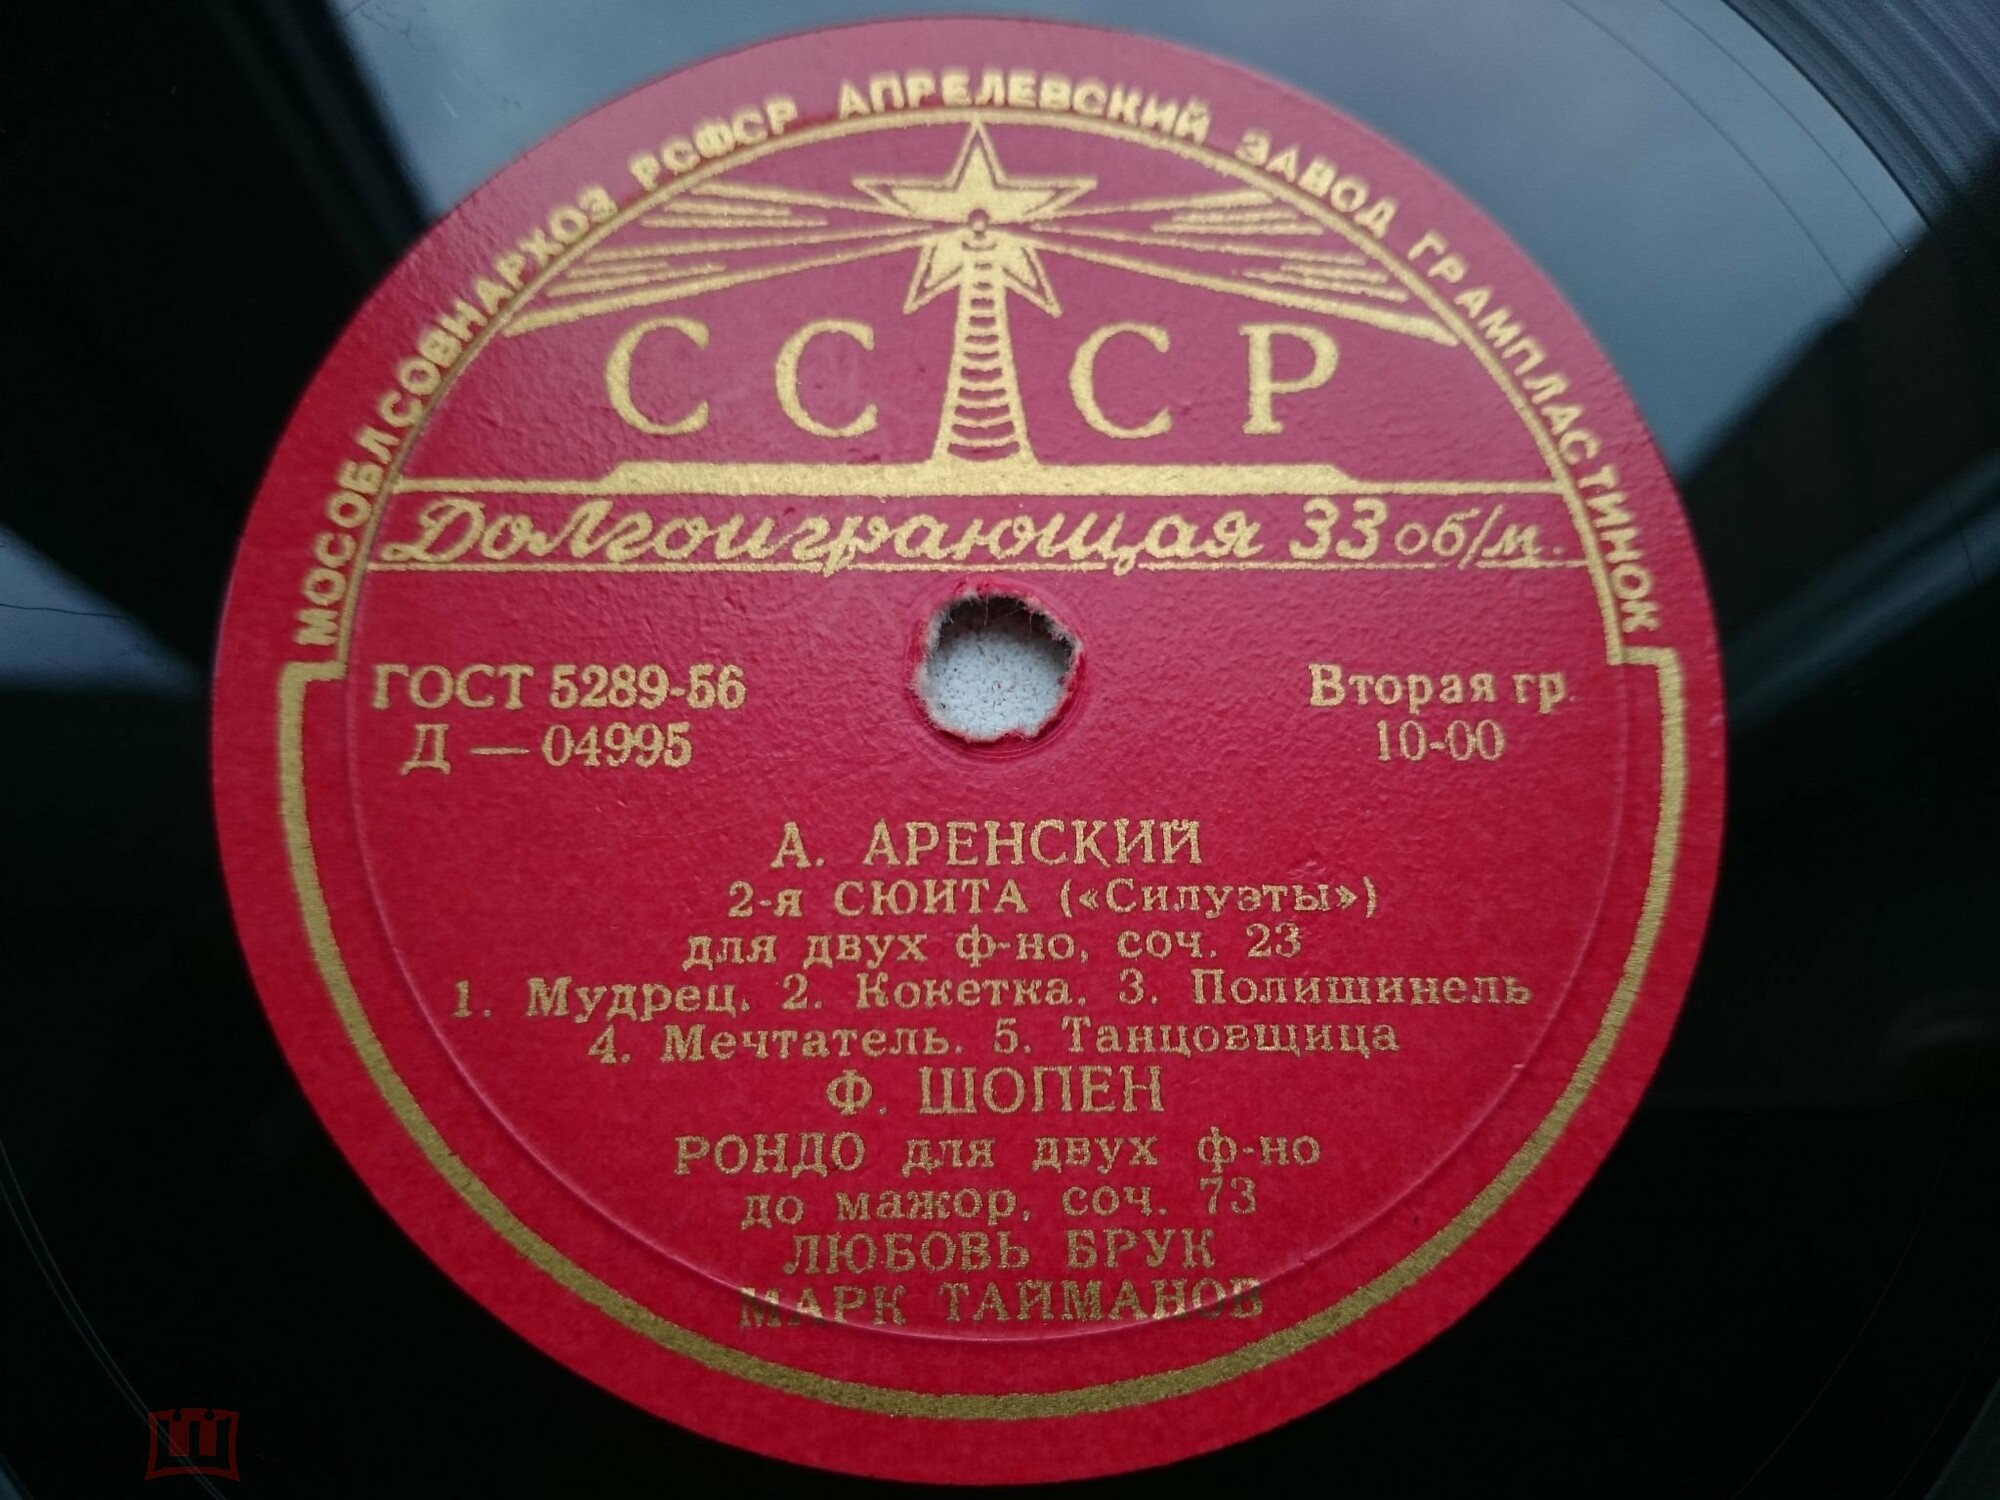 МОСОБЛСОВНАРХОЗ РСФСР АПРЕЛЕВСКИЙ ЗАВОД ГРАМПЛАСТИНОК
СССР
Долгоиграющая 33 об/м.
ГОСТ 5289-56
Д — 04995
Вторая гр.
10-00
А. АРЕНСКИЙ
2-я СЮИТА («Силуэты»)
для двух ф-но, соч. 23
1. Мудрец. 2. Кокетка. 3. Полишинель
4. Мечтатель. 5. Танцовщица
Ф. ШОПЕН
РОНДО для двух ф-но
до мажор, соч. 73
ЛЮБОВЬ БРУК
МАРК ТАЙМАНОВ